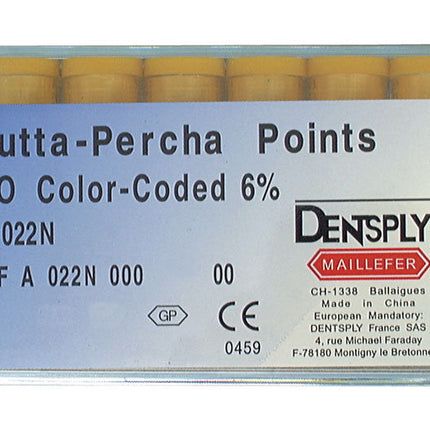 utta-Percha Points
O Color-Coded 6%
022N
F A 022N 000 00
GP
CE
0459
DENTSPLY
MAILLEFER
CH-1338 Ballaigues
Made in China
European Mandatory:
DENTSPLY France SAS
4, rue Michael Faraday
F-78180 Montigny le Bretonne